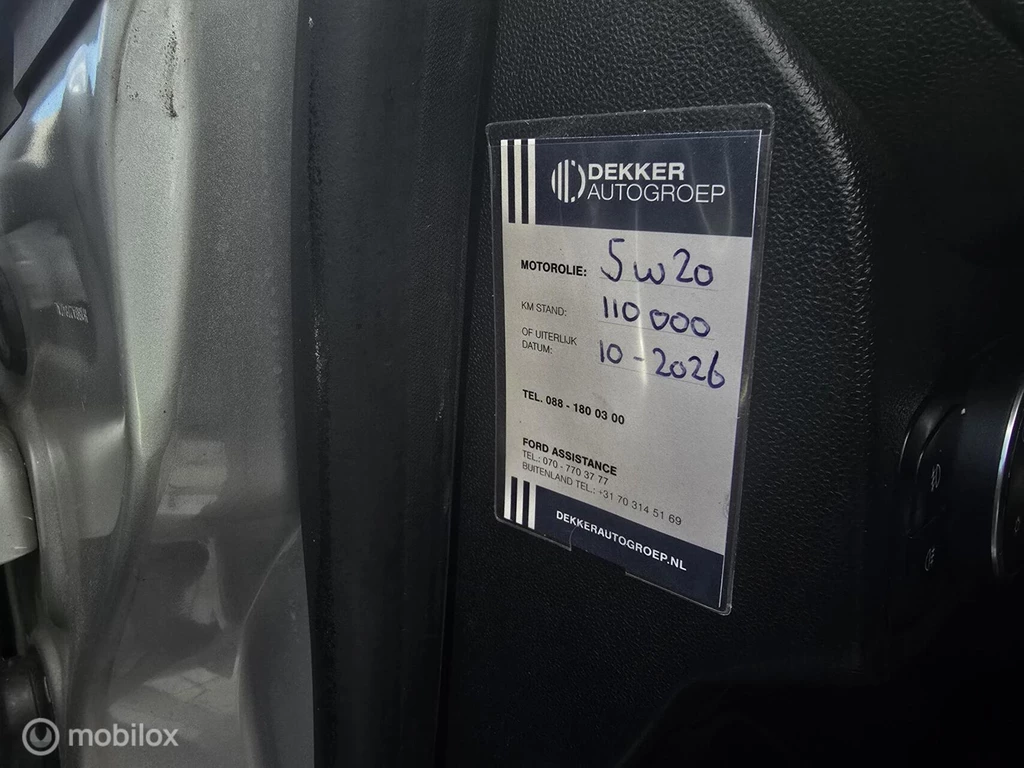 DEKKER
AUTOGROEP
MOTOROLIE: 5W20
KM STAND: 110 000
OF UITERLIJK
DATUM: 10-2026
TEL. 088 - 180 03 00
FORD ASSISTANCE
TEL.: 070 - 770 37 77
BUITENLAND TEL.: +31 70 314 51 69
DEKKERAUTOGROEP.NL
mobilox